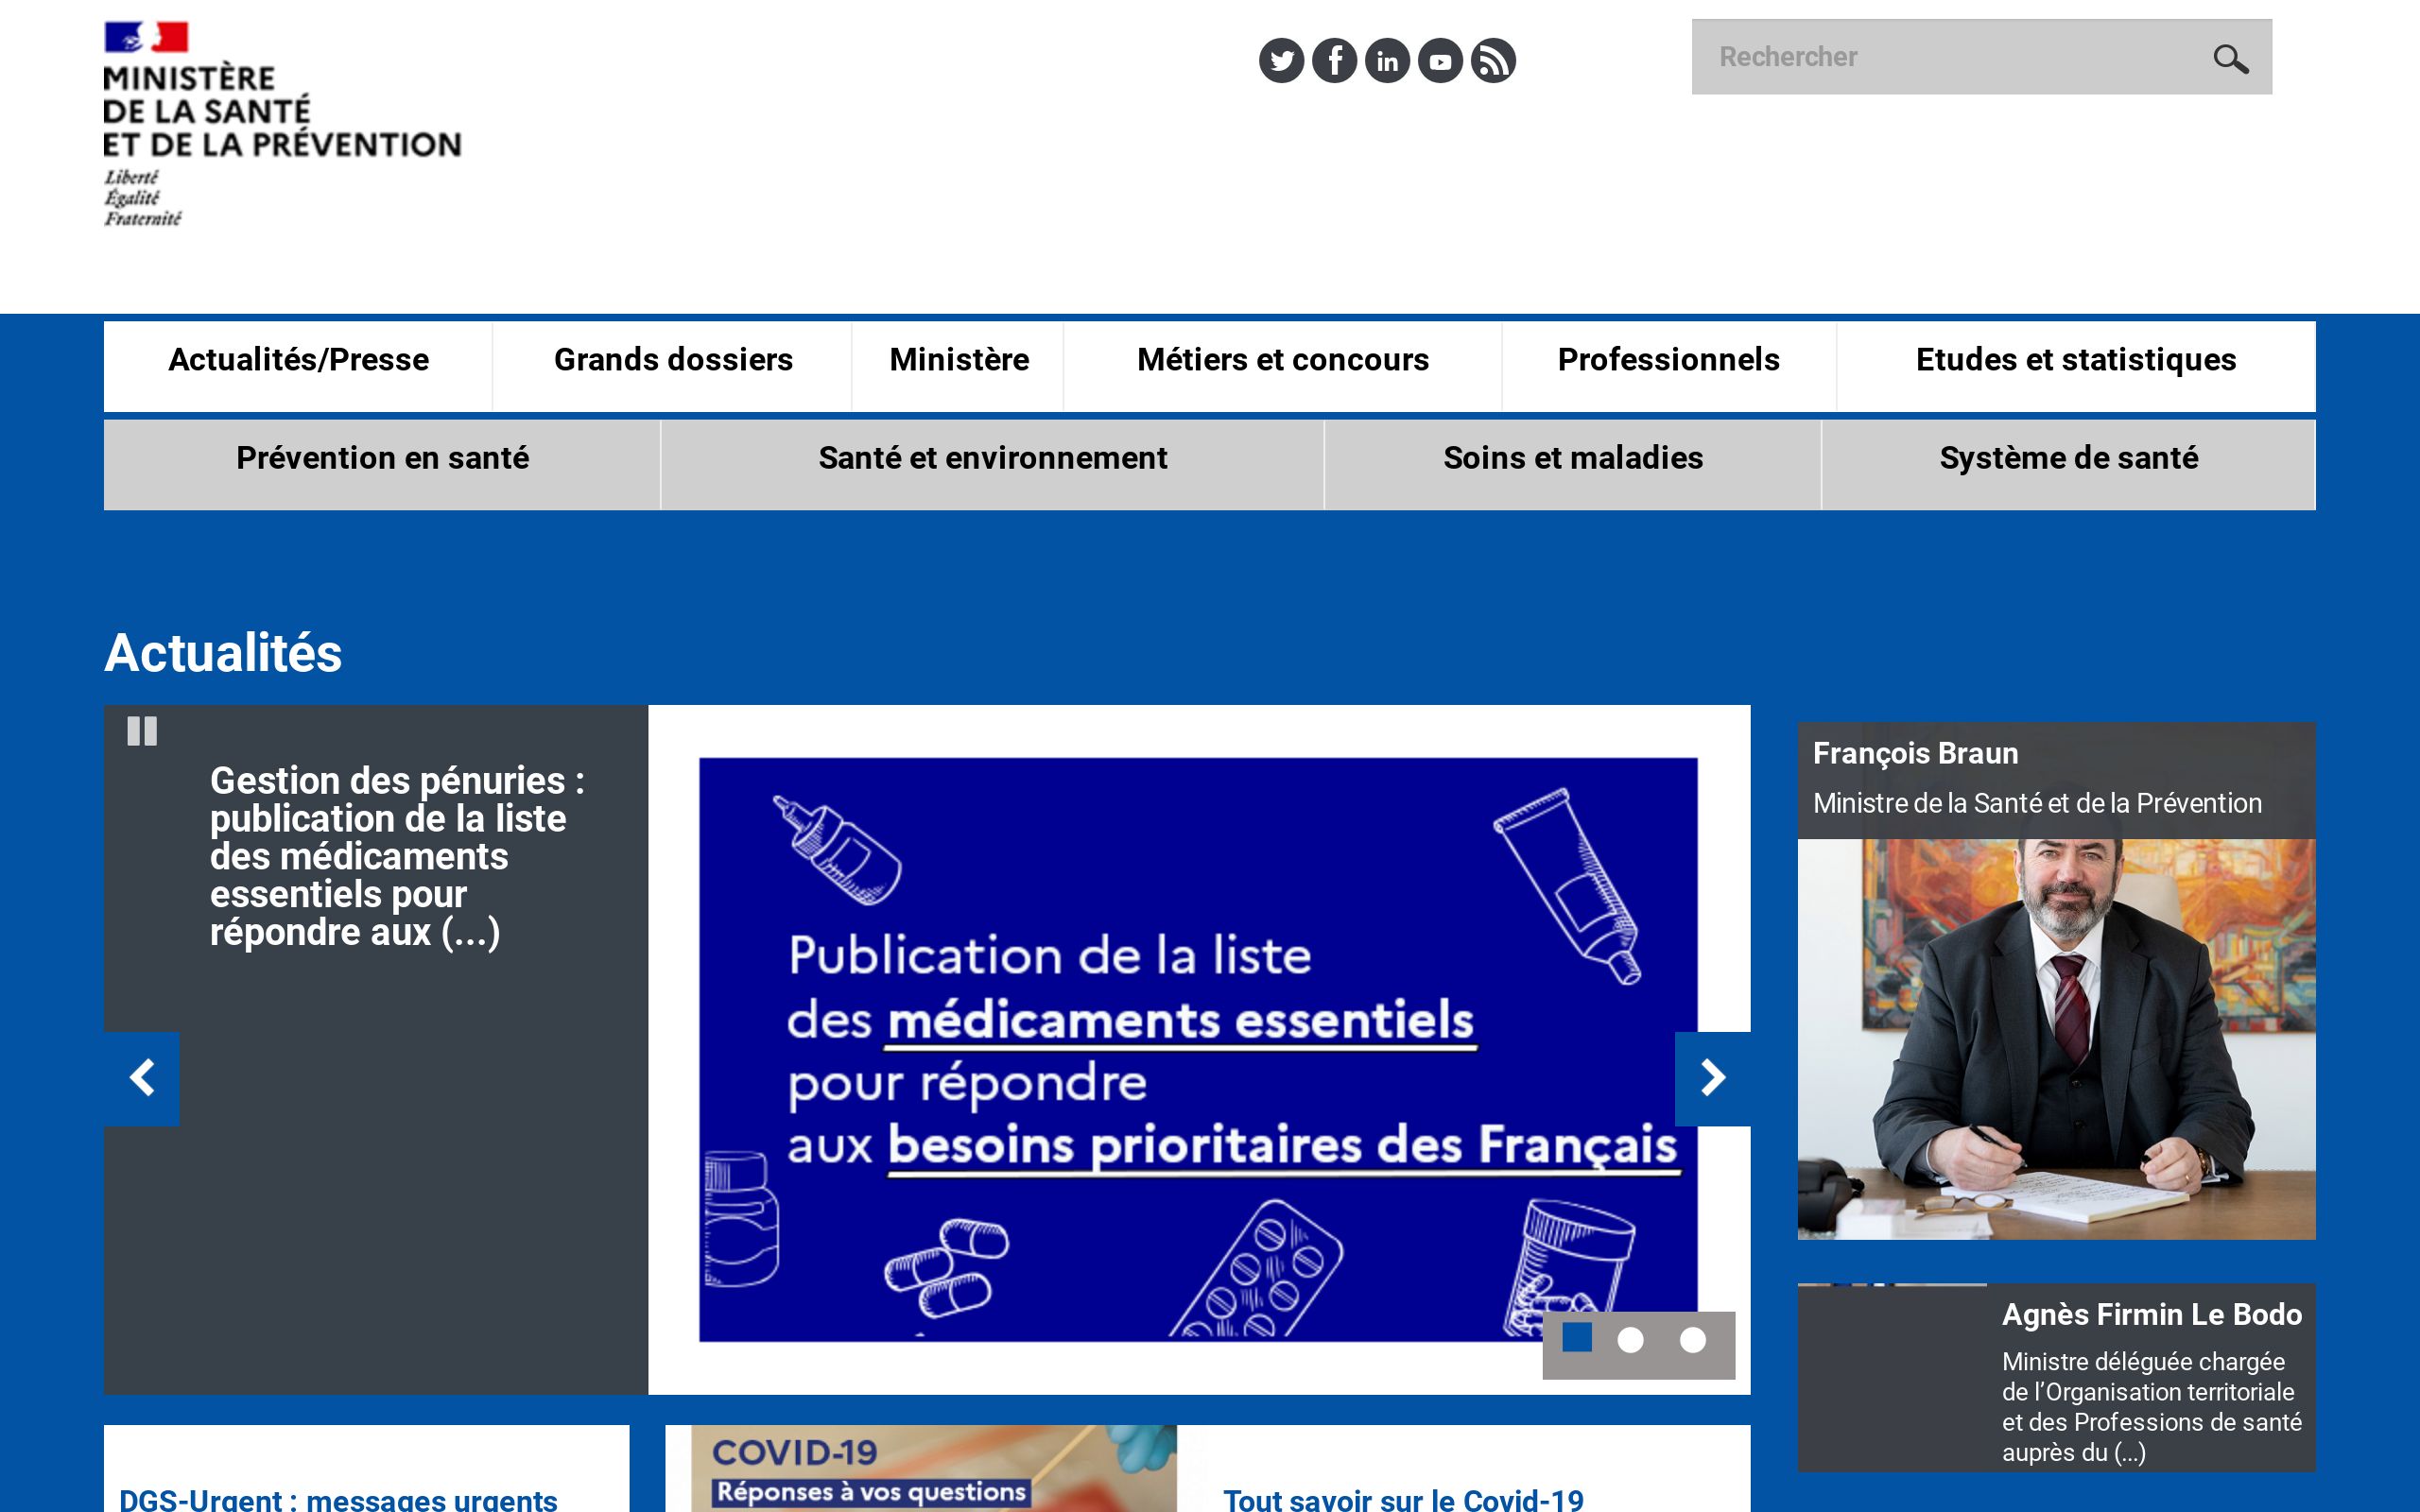 MINISTÈRE
DE LA SANTÉ
ET DE LA PRÉVENTION
Liberté
Égalité
Fraternité
Rechercher
Actualités/Presse
Grands dossiers
Ministère
Métiers et concours
Professionnels
Etudes et statistiques
Prévention en santé
Santé et environnement
Soins et maladies
Système de santé
Actualités
Gestion des pénuries :
publication de la liste
des médicaments
essentiels pour
répondre aux (...)
Publication de la liste
des médicaments essentiels
pour répondre
aux besoins prioritaires des Français
François Braun
Ministre de la Santé et de la Prévention
Agnès Firmin Le Bodo
Ministre déléguée chargée
de l’Organisation territoriale
et des Professions de santé
auprès du (...)
DGS-Urgent : messages urgents
COVID-19
Réponses à vos questions
Tout savoir sur le Covid-19